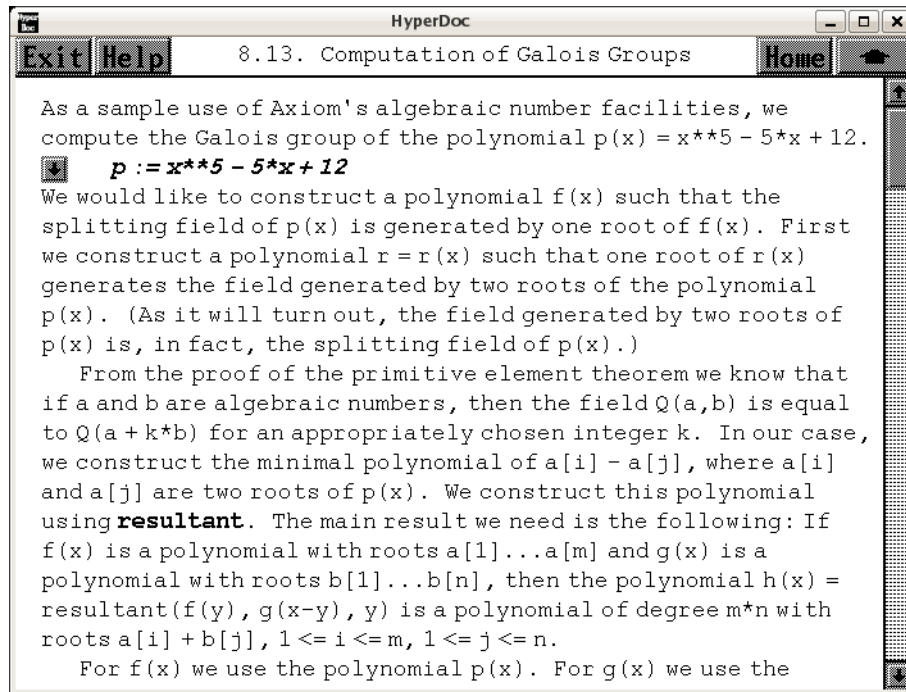 Hyper Doc
HyperDoc
Exit Help 8.13. Computation of Galois Groups Home
As a sample use of Axiom's algebraic number facilities, we
compute the Galois group of the polynomial p(x) = x**5 - 5*x + 12.
p := x**5 - 5*x + 12
We would like to construct a polynomial f(x) such that the
splitting field of p(x) is generated by one root of f(x). First
we construct a polynomial r = r(x) such that one root of r(x)
generates the field generated by two roots of the polynomial
p(x). (As it will turn out, the field generated by two roots of
p(x) is, in fact, the splitting field of p(x).)
From the proof of the primitive element theorem we know that
if a and b are algebraic numbers, then the field Q(a,b) is equal
to Q(a + k*b) for an appropriately chosen integer k. In our case,
we construct the minimal polynomial of a[i] - a[j], where a[i]
and a[j] are two roots of p(x). We construct this polynomial
using resultant. The main result we need is the following: If
f(x) is a polynomial with roots a[1]...a[m] and g(x) is a
polynomial with roots b[1]...b[n], then the polynomial h(x) =
resultant(f(y), g(x-y), y) is a polynomial of degree m*n with
roots a[i] + b[j], 1 <= i <= m, 1 <= j <= n.
For f(x) we use the polynomial p(x). For g(x) we use the